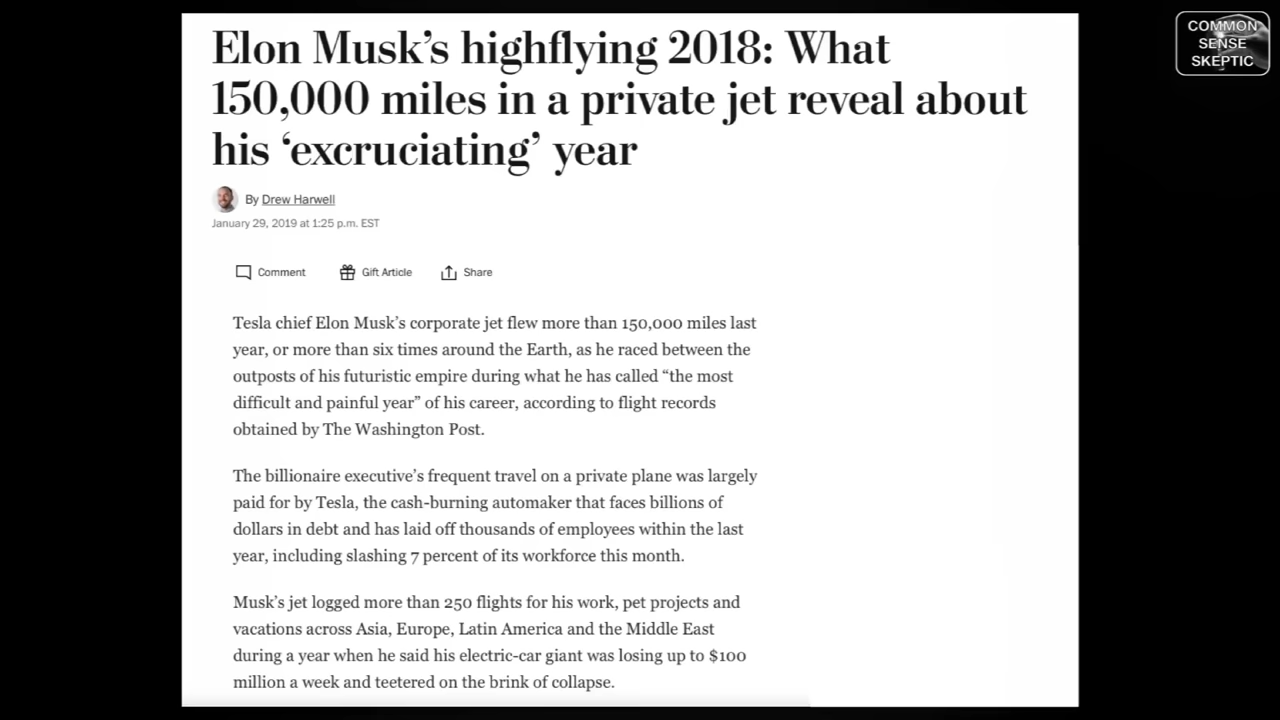 Elon Musk’s highflying 2018: What
150,000 miles in a private jet reveal about
his ‘excruciating’ year
By Drew Harwell
January 29, 2019 at 1:25 p.m. EST
Comment
Gift Article
Share
Tesla chief Elon Musk’s corporate jet flew more than 150,000 miles last
year, or more than six times around the Earth, as he raced between the
outposts of his futuristic empire during what he has called “the most
difficult and painful year” of his career, according to flight records
obtained by The Washington Post.
The billionaire executive’s frequent travel on a private plane was largely
paid for by Tesla, the cash-burning automaker that faces billions of
dollars in debt and has laid off thousands of employees within the last
year, including slashing 7 percent of its workforce this month.
Musk’s jet logged more than 250 flights for his work, pet projects and
vacations across Asia, Europe, Latin America and the Middle East
during a year when he said his electric-car giant was losing up to $100
million a week and teetered on the brink of collapse.
COMMON
SENSE
SKEPTIC